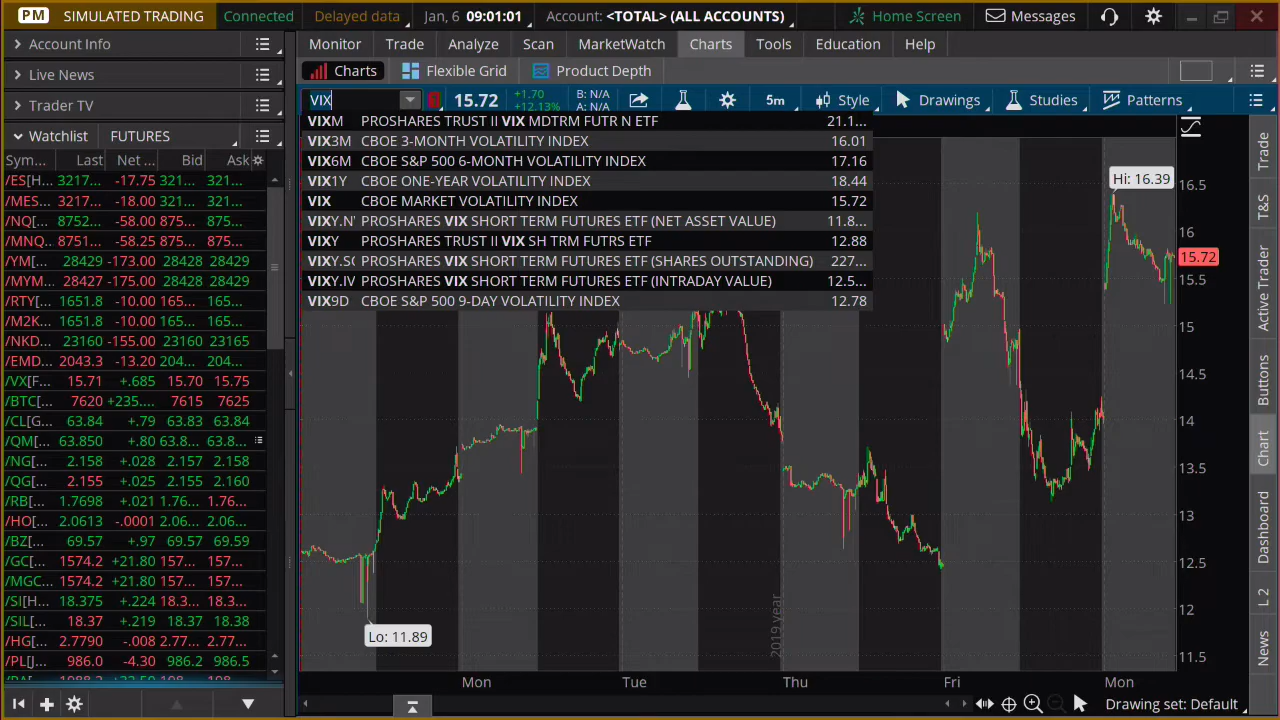 PM SIMULATED TRADING Connected Delayed data Jan, 6 09:01:01 Account: <TOTAL> (ALL ACCOUNTS) Home Screen Messages
Account Info
Live News
Trader TV
Watchlist FUTURES
Sym... Last Net ... Bid Ask
/ES[H... 3217... -17.75 321... 321...
/MES... 3217... -18.00 321... 321...
/NQ[... 8752... -58.00 875... 875...
/MNQ... 8751... -58.25 875... 875...
/YM[... 28429 -173.00 28428 28429
/MYM... 28427 -175.00 28428 28429
/RTY[... 1651.8 -10.00 165... 165...
/M2K... 1651.8 -10.00 165... 165...
/NKD... 23160 -155.00 23160 23165
/EMD... 2043.3 -13.20 204... 204...
/VX[F... 15.71 +.685 15.70 15.75
/BTC[... 7620 +235.... 7615 7625
/CL[G... 63.84 +.79 63.83 63.84
/QM[... 63.850 +.80 63.8... 63.8...
/NG[... 2.158 +.028 2.157 2.158
/QG[... 2.155 +.025 2.155 2.160
/RB[... 1.7698 +.021 1.76... 1.76...
/HO[... 2.0613 -.0001 2.06... 2.06...
/BZ[... 69.57 +.97 69.57 69.59
/GC[... 1574.2 +21.80 157... 157...
/MGC... 1574.2 +21.80 157... 157...
/SI[H... 18.375 +.224 18.3... 18.3...
/SIL[... 18.37 +.219 18.37 18.38
/HG[... 2.7790 -.008 2.77... 2.77...
/PL[J... 986.0 -4.30 986.2 986.5
Monitor Trade Analyze Scan MarketWatch Charts Tools Education Help
Charts Flexible Grid Product Depth
VIX 15.72 +1.70 +12.13% B: N/A A: N/A 5m Style Drawings Studies Patterns
VIXM PROSHARES TRUST II VIX MDTRM FUTR N ETF 21.1...
VIX3M CBOE 3-MONTH VOLATILITY INDEX 16.01
VIX6M CBOE S&P 500 6-MONTH VOLATILITY INDEX 17.16
VIX1Y CBOE ONE-YEAR VOLATILITY INDEX 18.44
VIX CBOE MARKET VOLATILITY INDEX 15.72
VIXY.N PROSHARES VIX SHORT TERM FUTURES ETF (NET ASSET VALUE) 11.8...
VIXY PROSHARES TRUST II VIX SH TRM FUTRS ETF 12.88
VIXY.SO PROSHARES VIX SHORT TERM FUTURES ETF (SHARES OUTSTANDING) 227...
VIXY.IV PROSHARES VIX SHORT TERM FUTURES ETF (INTRADAY VALUE) 12.5...
VIX9D CBOE S&P 500 9-DAY VOLATILITY INDEX 12.78
Hi: 16.39
16.5
16
15.72
15.5
15
14.5
14
13.5
13
12.5
12
11.5
Lo: 11.89
2019 year
Mon Tue Thu Fri Mon
Drawing set: Default
Trade
T&S
Active Trader
Buttons
Chart
Dashboard
L 2
News